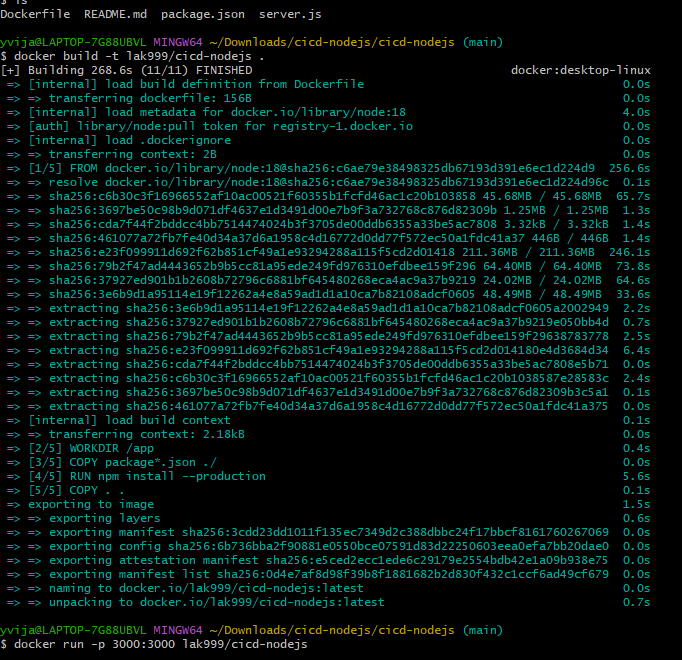 $ ls
Dockerfile  README.md  package.json  server.js
yvija@LAPTOP-7G88UBVL MINGW64 ~/Downloads/cicd-nodejs/cicd-nodejs (main)
$ docker build -t lak999/cicd-nodejs .
[+] Building 268.6s (11/11) FINISHED docker:desktop-linux
=> [internal] load build definition from Dockerfile 0.0s
=> => transferring dockerfile: 156B 0.0s
=> [internal] load metadata for docker.io/library/node:18 4.0s
=> [auth] library/node:pull token for registry-1.docker.io 0.0s
=> [internal] load .dockerignore 0.0s
=> => transferring context: 2B 0.0s
=> [1/5] FROM docker.io/library/node:18@sha256:c6ae79e38498325db67193d391e6ec1d224d9 256.6s
=> => resolve docker.io/library/node:18@sha256:c6ae79e38498325db67193d391e6ec1d224d96c 0.1s
=> => sha256:c6b30c3f16966552af10ac00521f60355b1fcfd46ac1c20b103858 45.68MB / 45.68MB 65.7s
=> => sha256:3697be50c98b9d071df4637e1d3491d00e7b9f3a732768c876d82309b 1.25MB / 1.25MB 1.3s
=> => sha256:cda7f44f2bddcc4bb7514474024b3f3705de00ddb6355a33be5ac7808 3.32kB / 3.32kB 1.4s
=> => sha256:461077a72fb7fe40d34a37d6a1958c4d16772d0dd77f572ec50a1fdc41a37 446B / 446B 1.4s
=> => sha256:e23f099911d692f62b851cf49a1e93294288a115f5cd2d01418 211.36MB / 211.36MB 246.1s
=> => sha256:79b2f47ad4443652b9b5cc81a95ede249fd976310efdbee159f296 64.40MB / 64.40MB 73.8s
=> => sha256:37927ed901b1b2608b72796c6881bf645480268eca4ac9a37b9219 24.02MB / 24.02MB 64.6s
=> => sha256:3e6b9d1a95114e19f12262a4e8a59ad1d1a10ca7b82108adcf0605 48.49MB / 48.49MB 33.6s
=> => extracting sha256:3e6b9d1a95114e19f12262a4e8a59ad1d1a10ca7b82108adcf0605a2002949 2.2s
=> => extracting sha256:37927ed901b1b2608b72796c6881bf645480268eca4ac9a37b9219e050bb4d 0.7s
=> => extracting sha256:79b2f47ad4443652b9b5cc81a95ede249fd976310efdbee159f29638783778 2.5s
=> => extracting sha256:e23f099911d692f62b851cf49a1e93294288a115f5cd2d014180e4d3684d34 6.4s
=> => extracting sha256:cda7f44f2bddcc4bb7514474024b3f3705de00ddb6355a33be5ac7808e5b71 0.0s
=> => extracting sha256:c6b30c3f16966552af10ac00521f60355b1fcfd46ac1c20b1038587e28583c 2.4s
=> => extracting sha256:3697be50c98b9d071df4637e1d3491d00e7b9f3a732768c876d82309b3c5a1 0.1s
=> => extracting sha256:461077a72fb7fe40d34a37d6a1958c4d16772d0dd77f572ec50a1fdc41a375 0.0s
=> [internal] load build context 0.1s
=> => transferring context: 2.18kB 0.0s
=> [2/5] WORKDIR /app 0.4s
=> [3/5] COPY package*.json ./ 0.0s
=> [4/5] RUN npm install --production 5.6s
=> [5/5] COPY . . 0.1s
=> exporting to image 1.5s
=> => exporting layers 0.6s
=> => exporting manifest sha256:3cdd23dd1011f135ec7349d2c388dbbc24f17bbcf8161760267069 0.0s
=> => exporting config sha256:6b736bba2f90881e0550bce07591d83d22250603eea0efa7bb20dae0 0.0s
=> => exporting attestation manifest sha256:e5ced2ecc1ede6c29179e2554bdb42e1a09b938e75 0.0s
=> => exporting manifest list sha256:0d4e7af8d98f39b8f1881682b2d830f432c1ccf6ad49cf679 0.0s
=> => naming to docker.io/lak999/cicd-nodejs:latest 0.0s
=> => unpacking to docker.io/lak999/cicd-nodejs:latest 0.7s
yvija@LAPTOP-7G88UBVL MINGW64 ~/Downloads/cicd-nodejs/cicd-nodejs (main)
$ docker run -p 3000:3000 lak999/cicd-nodejs